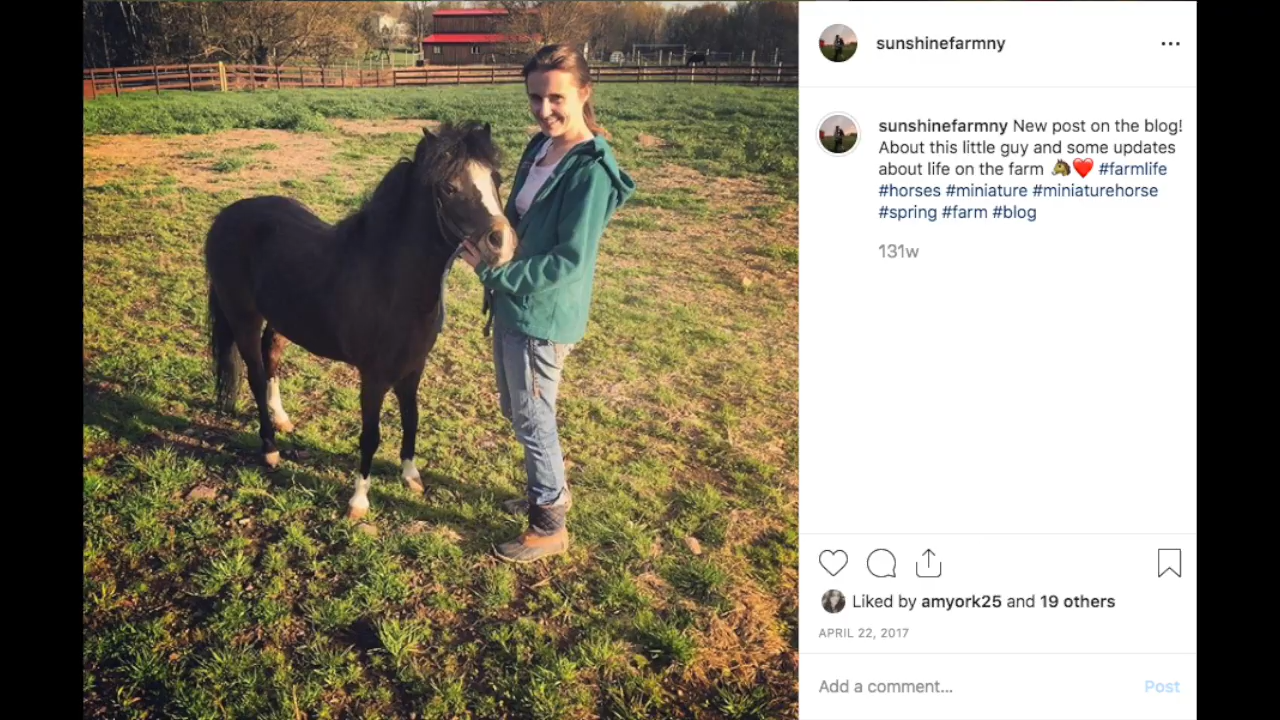 sunshinefarmny
sunshinefarmny New post on the blog!
About this little guy and some updates
about life on the farm 🐴❤️ #farmlife
#horses #miniature #miniaturehorse
#spring #farm #blog
131w
Liked by amyork25 and 19 others
APRIL 22, 2017
Add a comment... Post